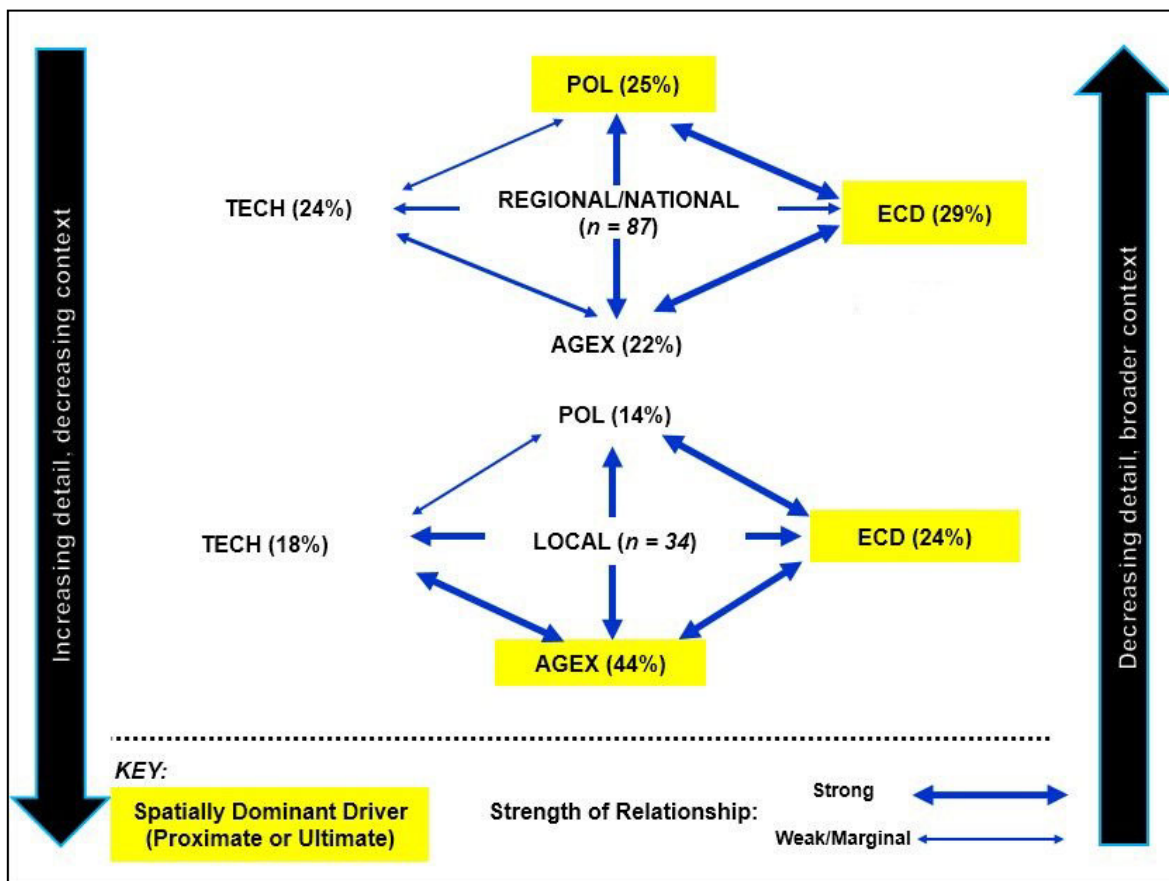 Increasing detail, decreasing context
POL (25%)
TECH (24%)
REGIONAL/NATIONAL
(n = 87)
ECD (29%)
AGEX (22%)
POL (14%)
TECH (18%)
LOCAL (n = 34)
ECD (24%)
AGEX (44%)
Decreasing detail, broader context
KEY:
Spatially Dominant Driver
(Proximate or Ultimate)
Strength of Relationship:
Strong
Weak/Marginal